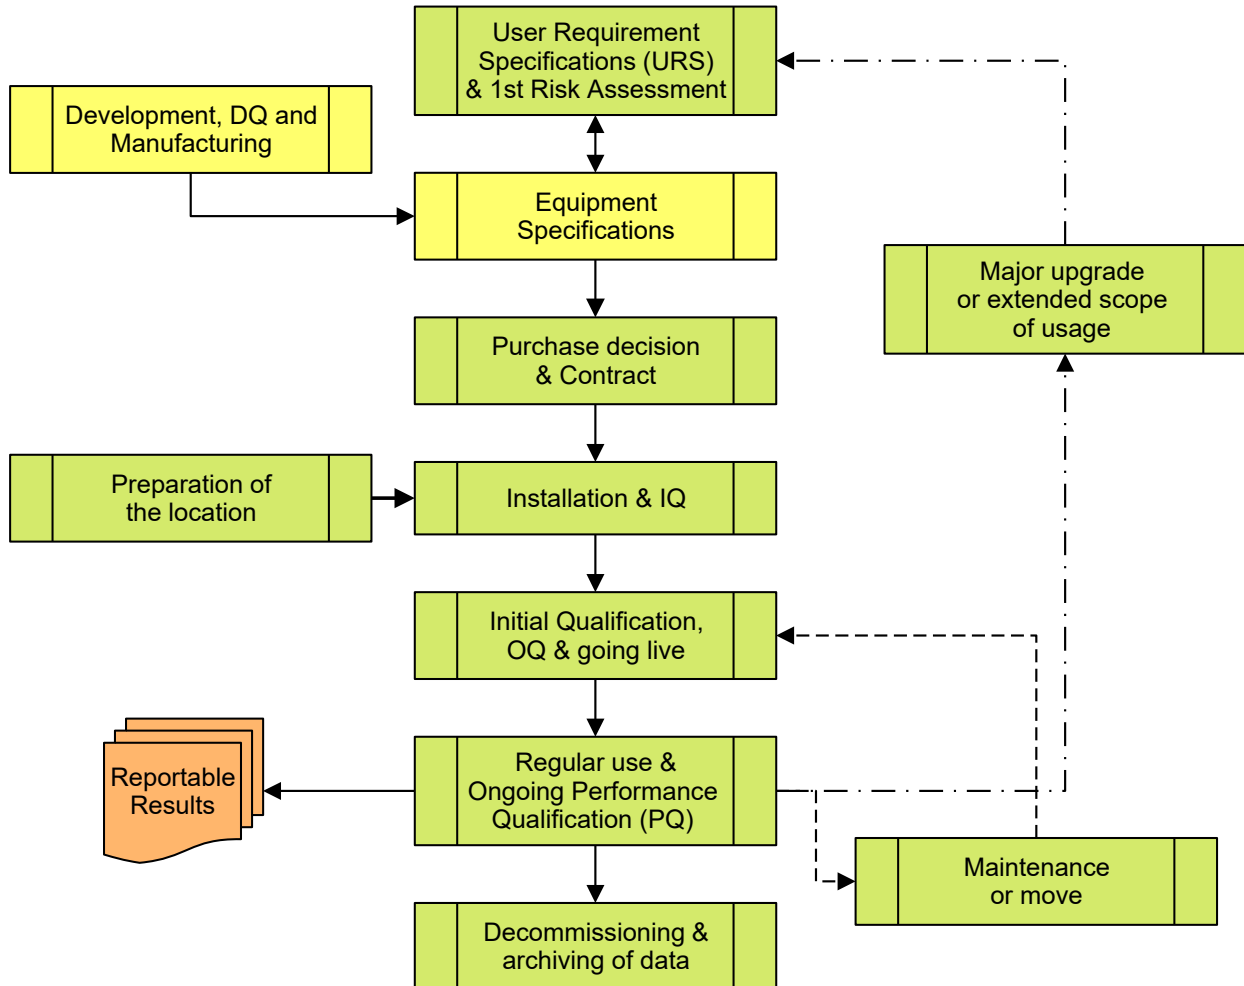 User Requirement
Specifications (URS)
& 1st Risk Assessment
Development, DQ and
Manufacturing
Equipment
Specifications
Major upgrade
or extended scope
of usage
Purchase decision
& Contract
Preparation of
the location
Installation & IQ
Initial Qualification,
OQ & going live
Reportable
Results
Regular use &
Ongoing Performance
Qualification (PQ)
Maintenance
or move
Decommissioning &
archiving of data